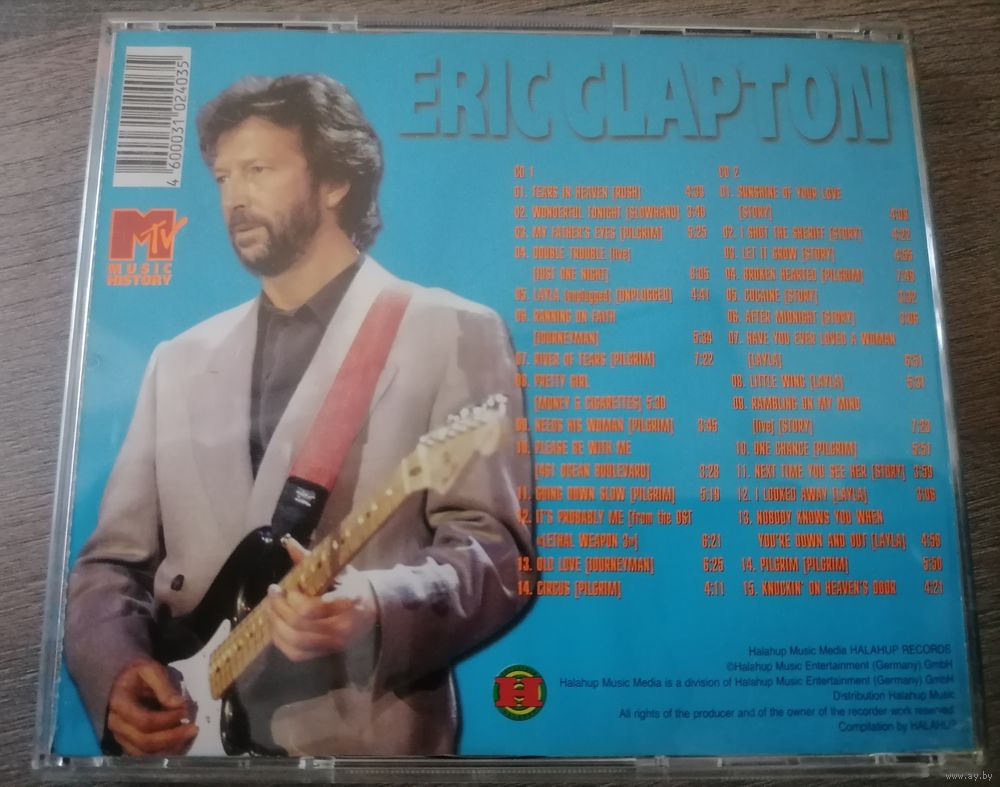 ERIC CLAPTON
4 600031 024035
MTV
MUSIC
HISTORY
CD 1
01. TEARS IN HEAVEN [RUSH] 4:39
02. WONDERFUL TONIGHT [SLOWHAND] 3:49
03. MY FATHER'S EYES [PILGRIM] 5:25
04. DOUBLE TROUBLE [live]
[JUST ONE NIGHT] 8:05
05. LAYLA (unplugged) [UNPLUGGED] 4:41
06. RUNNING ON FAITH
[JOURNEYMAN] 5:34
07. RIVER OF TEARS [PILGRIM] 7:22
08. PRETTY GIRL
[MONEY & CIGARETTES] 5:30
09. NEEDS HIS WOMAN [PILGRIM] 3:45
10. PLEASE BE WITH ME
[461 OCEAN BOULEVARD] 3:28
11. GOING DOWN SLOW [PILGRIM] 5:19
12. IT'S PROBABLY ME [from the OST
«LETHAL WEAPON 3»] 6:21
13. OLD LOVE [JOURNEYMAN] 6:25
14. CIRCUS [PILGRIM] 4:11
CD 2
01. SUNSHINE OF YOUR LOVE
[STORY] 4:08
02. I SHOT THE SHERIFF [STORY] 4:22
03. LET IT GROW [STORY] 4:56
04. BROKEN HEARTED [PILGRIM] 7:49
05. COCAINE [STORY] 3:32
06. AFTER MIDNIGHT [STORY] 3:06
07. HAVE YOU EVER LOVED A WOMAN
[LAYLA] 6:51
08. LITTLE WING [LAYLA] 5:31
09. RAMBLING ON MY MIND
[live] [STORY] 7:28
10. ONE CHANCE [PILGRIM] 5:51
11. NEXT TIME YOU SEE HER [STORY] 3:59
12. I LOOKED AWAY [LAYLA] 3:06
13. NOBODY KNOWS YOU WHEN
YOU'RE DOWN AND OUT [LAYLA] 4:56
14. PILGRIM [PILGRIM] 5:50
15. KNOCKIN' ON HEAVEN'S DOOR 4:21
H
Halahup Music Media HALAHUP RECORDS
©Halahup Music Entertainment (Germany) GmbH
Halahup Music Media is a division of Halahup Music Entertainment (Germany) GmbH
Distribution Halahup Music
All rights of the producer and of the owner of the recorder work reserved
Compilation by HALAHUP
www.ay.by